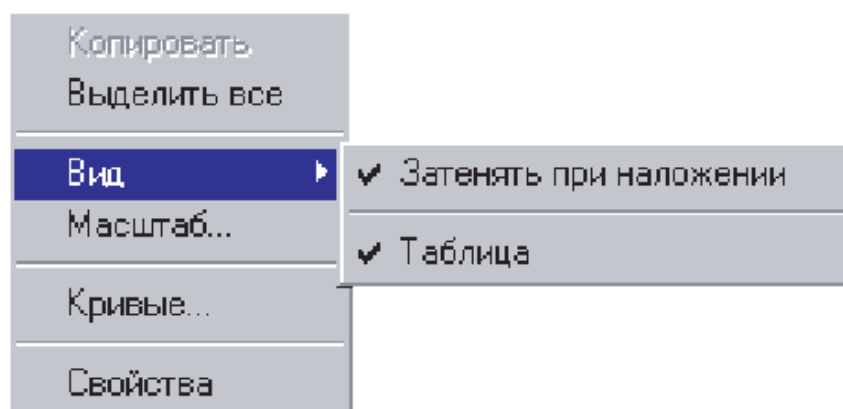 Копировать
Выделить все
Вид
Затенять при наложении
Масштаб...
Таблица
Кривые...
Свойства